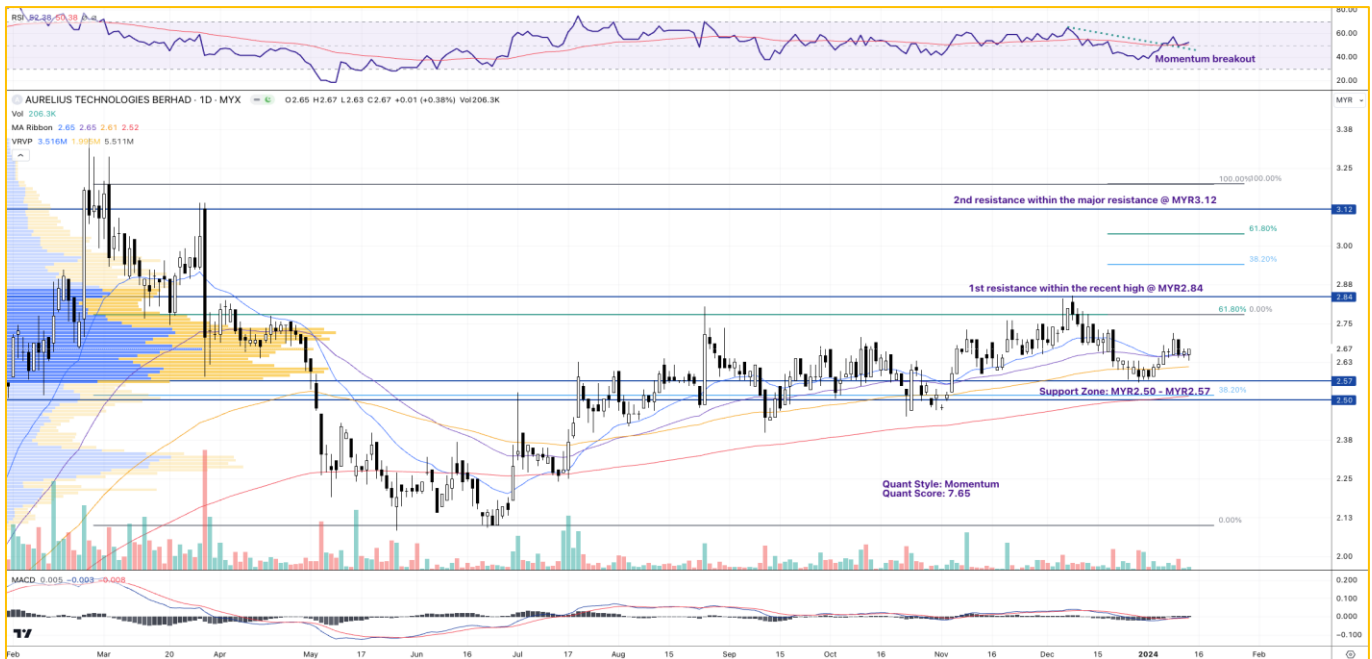 RSI 52.38 50.38
80.00
60.00
40.00
20.00
Momentum breakout
AURELIUS TECHNOLOGIES BERHAD · 1D · MYX O2.65 H2.67 L2.63 C2.67 +0.01 (+0.38%) Vol206.3K
MYR
Vol 206.3K
MA Ribbon 2.65 2.65 2.61 2.52
VRVP 3.516M 1.995M 5.511M
3.38
3.25
100.00% 100.00%
2nd resistance within the major resistance @ MYR3.12
3.12
61.80%
3.00
38.20%
2.88
1st resistance within the recent high @ MYR2.84
2.84
61.80% 0.00%
2.67
2.63
2.57
Support Zone: MYR2.50 - MYR2.57
38.20%
2.50
2.38
Quant Style: Momentum
Quant Score: 7.65
2.25
0.00%
2.13
2.00
MACD 0.005 −0.003 −0.008
0.200
0.100
0.000
−0.100
Feb Mar 20 Apr May 17 Jun 16 Jul 17 Aug 15 Sep 15 Oct 16 Nov 16 Dec 15 2024 16 Feb